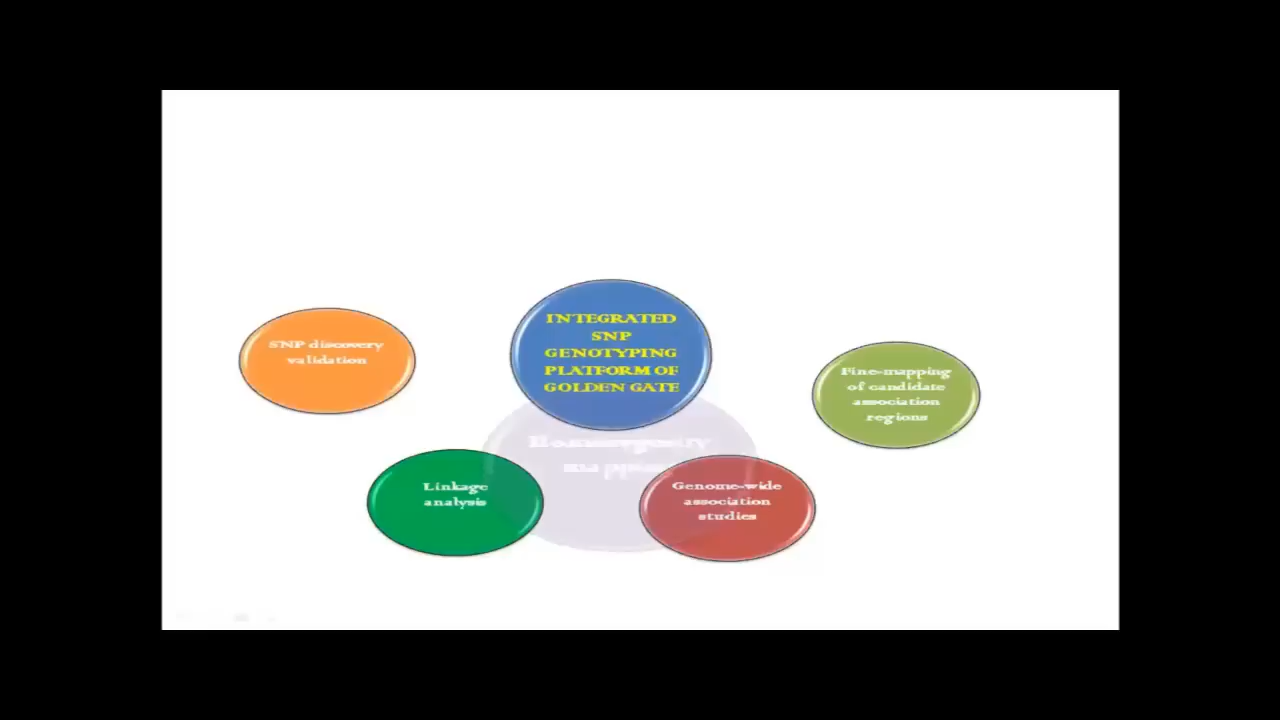 INTEGRATED
SNP
GENOTYPING
PLATFORM OF
GOLDEN GATE
SNP discovery
validation
Fine-mapping
of candidate
association
regions
Linkage
analysis
Genome-wide
association
studies